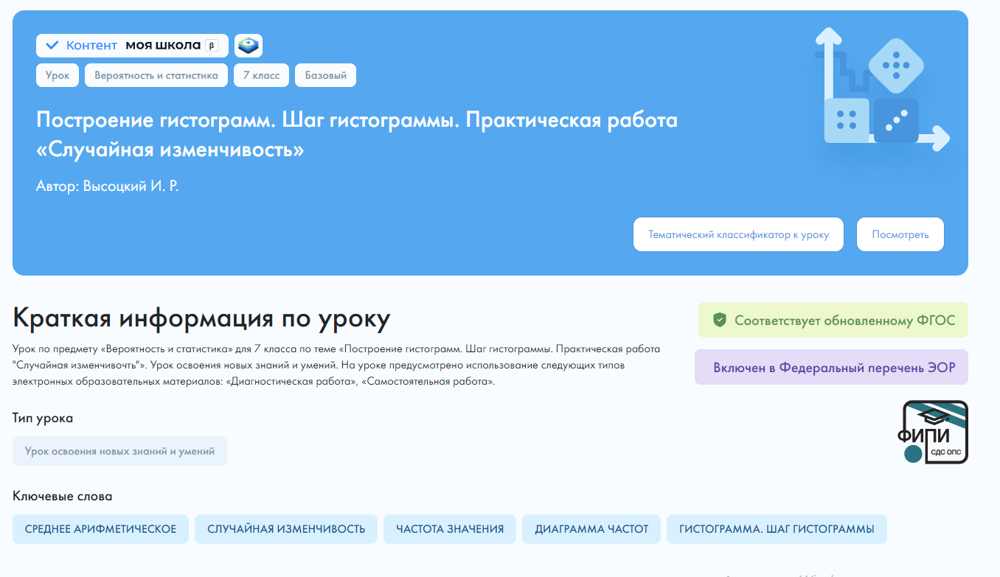 Контент моя школа β
Урок Вероятность и статистика 7 класс Базовый
Построение гистограмм. Шаг гистограммы. Практическая работа
«Случайная изменчивость»
Автор: Высоцкий И. Р.
Тематический классификатор к уроку Посмотреть
Краткая информация по уроку
Соответствует обновленному ФГОС
Урок по предмету «Вероятность и статистика» для 7 класса по теме «Построение гистограмм. Шаг гистограммы. Практическая работа
"Случайная изменчивочть"». Урок освоения новых знаний и умений. На уроке предусмотрено использование следующих типов
электронных образовательных материалов: «Диагностическая работа», «Самостоятельная работа».
Включен в Федеральный перечень ЭОР
Тип урока
Урок освоения новых знаний и умений
ФИПИ
СДС ОПС
Ключевые слова
СРЕДНЕЕ АРИФМЕТИЧЕСКОЕ СЛУЧАЙНАЯ ИЗМЕНЧИВОСТЬ ЧАСТОТА ЗНАЧЕНИЯ ДИАГРАММА ЧАСТОТ ГИСТОГРАММА. ШАГ ГИСТОГРАММЫ